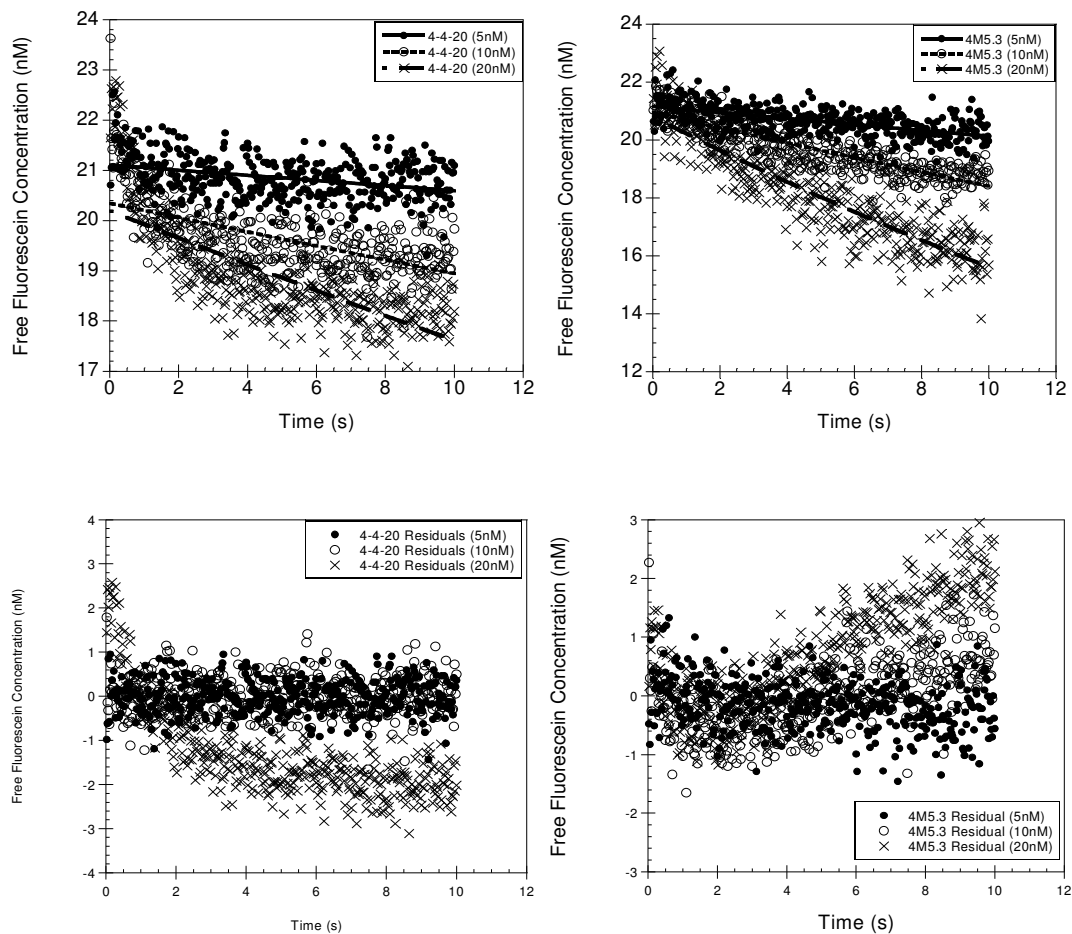 24
23
22
21
20
19
18
17
0
2
4
6
8
10
12
Free Fluorescein Concentration (nM)
Time (s)
4-4-20 (5nM)
4-4-20 (10nM)
4-4-20 (20nM)
24
22
20
18
16
14
12
0
2
4
6
8
10
12
Free Fluorescein Concentration (nM)
Time (s)
4M5.3 (5nM)
4M5.3 (10nM)
4M5.3 (20nM)
4
3
2
1
0
-1
-2
-3
-4
0
2
4
6
8
10
12
Free Fluorescein Concentration (nM)
Time (s)
4-4-20 Residuals (5nM)
4-4-20 Residuals (10nM)
4-4-20 Residuals (20nM)
3
2
1
0
-1
-2
-3
0
2
4
6
8
10
12
Free Fluorescein Concentration (nM)
Time (s)
4M5.3 Residual (5nM)
4M5.3 Residual (10nM)
4M5.3 Residual (20nM)